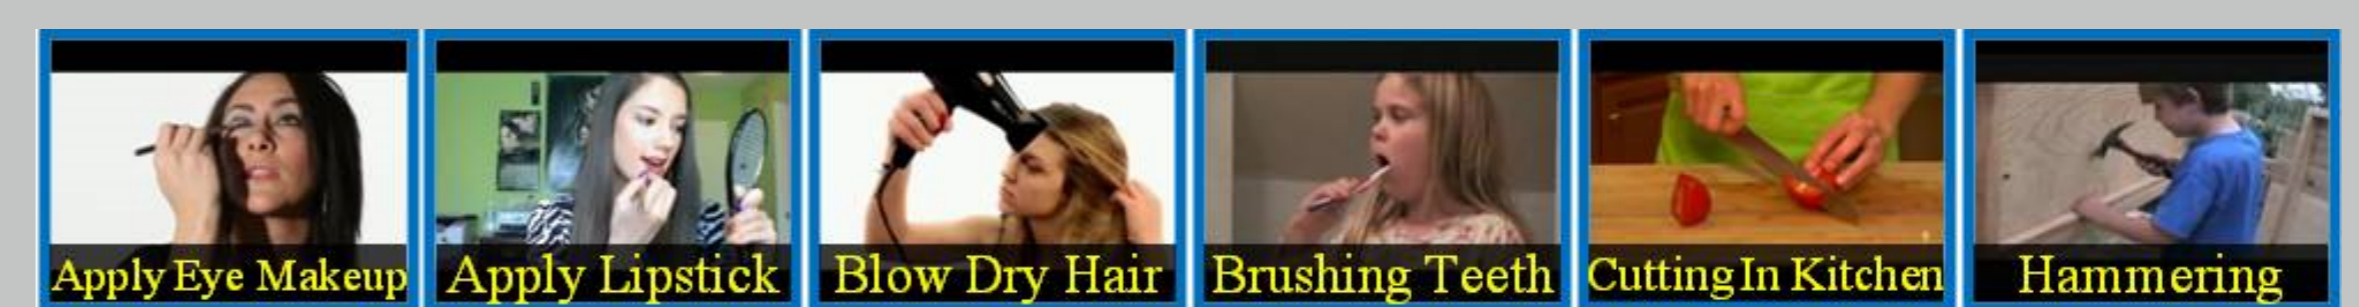 Apply Eye Makeup
Apply Lipstick
Blow Dry Hair
Brushing Teeth
Cutting In Kitchen
Hammering